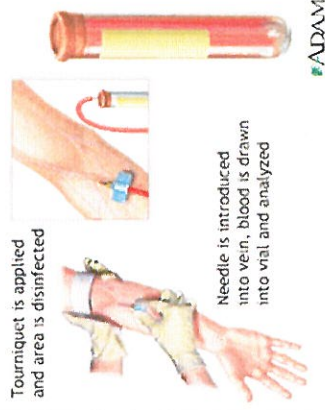 Tourniquet is applied
and area is disinfected
Needle is introduced
into vein, blood is drawn
into vial and analyzed
ADAM